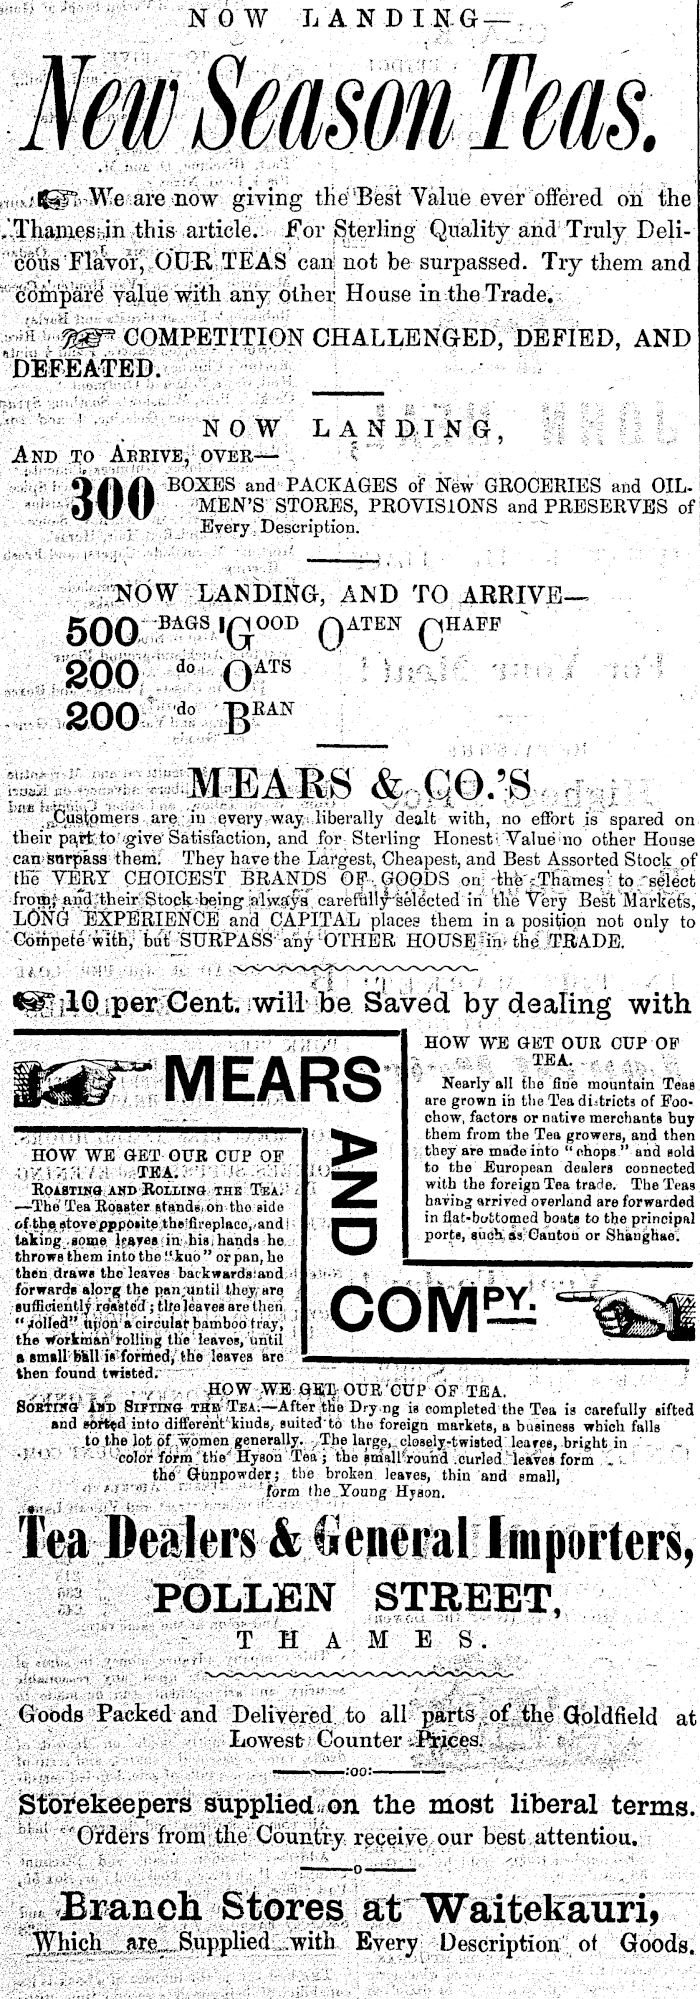 NOW LANDING—
New Season Teas.
We are now giving the Best Value ever offered on the
Thames in this article. For Sterling Quality and Truly Deli-
cous Flavor, OUR TEAS can not be surpassed. Try them and
compare value with any other House in the Trade.
COMPETITION CHALLENGED, DEFIED, AND
DEFEATED.
NOW LANDING,
AND TO ARRIVE, OVER—
300 BOXES and PACKAGES of New GROCERIES and OIL-
MEN'S STORES, PROVISIONS and PRESERVES of
Every Description.
NOW LANDING, AND TO ARRIVE—
500 BAGS GOOD OATEN CHAFF
200 do OATS
200 do BRAN
MEARS & CO.'S
Customers are in every way liberally dealt with, no effort is spared on
their part to give Satisfaction, and for Sterling Honest Value no other House
can surpass them. They have the Largest, Cheapest, and Best Assorted Stock of
the VERY CHOICEST BRANDS OF GOODS on the Thames to select
from; and their Stock being always carefully selected in the Very Best Markets,
LONG EXPERIENCE and CAPITAL places them in a position not only to
Compete with, but SURPASS any OTHER HOUSE in the TRADE.
10 per Cent. will be Saved by dealing with
MEARS
AND
COMPY.
HOW WE GET OUR CUP OF
TEA.
Nearly all the fine mountain Teas
are grown in the Tea districts of Foo-
chow, factors or native merchants buy
them from the Tea growers, and then
they are made into "chops" and sold
to the European dealers connected
with the foreign Tea trade. The Teas
having arrived overland are forwarded
in flat-bottomed boats to the principal
ports, such as Canton or Shanghae.
HOW WE GET OUR CUP OF
TEA.
ROASTING AND ROLLING THE TEA.
—The Tea Roaster stands on the side
of the stove opposite the fireplace, and
taking some leaves in his hands he
throws them into the "kuo" or pan, he
then draws the leaves backwards and
forwards along the pan until they are
sufficiently roasted; the leaves are then
"rolled" upon a circular bamboo tray,
the workman rolling the leaves, until
a small ball is formed, the leaves are
then found twisted.
HOW WE GET OUR CUP OF TEA.
SORTING AND SIFTING THE TEA:—After the Drying is completed the Tea is carefully sifted
and sorted into different kinds, suited to the foreign markets, a business which falls
to the lot of women generally. The large, closely-twisted leaves, bright in
color form the Hyson Tea; the small round curled leaves form
the Gunpowder; the broken leaves, thin and small,
form the Young Hyson.
Tea Dealers & General Importers,
POLLEN STREET,
THAMES.
Goods Packed and Delivered to all parts of the Goldfield at
Lowest Counter Prices.
:oo:
Storekeepers supplied on the most liberal terms.
Orders from the Country receive our best attention.
o
Branch Stores at Waitekauri,
Which are Supplied with Every Description of Goods.